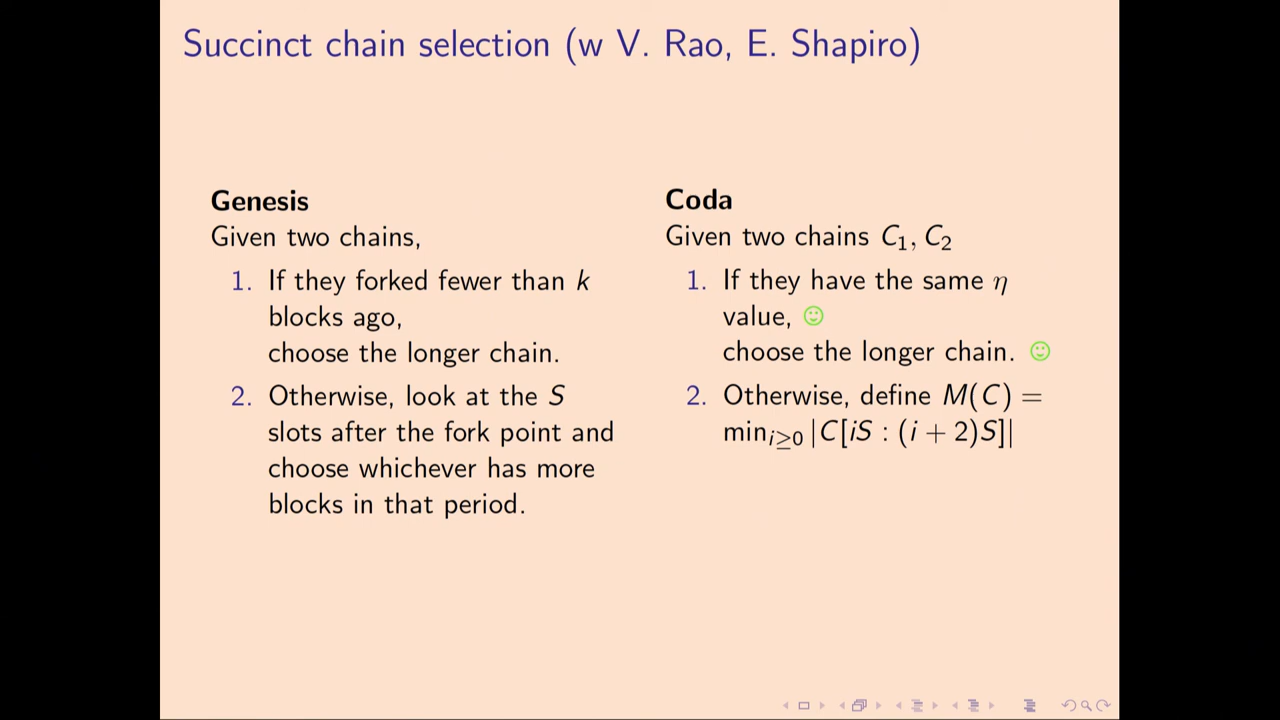 Succinct chain selection (w V. Rao, E. Shapiro)
Genesis
Given two chains,
1. If they forked fewer than k
blocks ago,
choose the longer chain.
2. Otherwise, look at the S
slots after the fork point and
choose whichever has more
blocks in that period.
Coda
Given two chains C₁, C₂
1. If they have the same η
value, ☺
choose the longer chain. ☺
2. Otherwise, define M(C) =
minᵢ≥₀ |C[iS : (i + 2)S]|